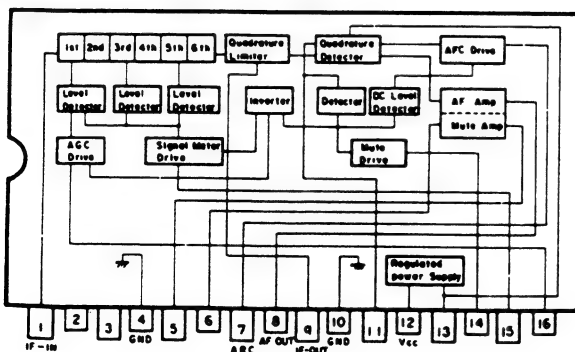 1st 2nd 3rd 4th 5th 6th
Quadrature Limiter
Quadrature Detector
AFC Drive
Level Detector
Level Detector
Level Detector
Invertor
Detector
DC Level Detector
AF Amp
Mute Amp
AGC Drive
Signal Meter Drive
Mute Drive
Regulated power Supply
1 2 3 4 5 6 7 8 9 10 11 12 13 14 15 16
IF-IN
GND
AF OUT
IF-OUT
GND
Vcc